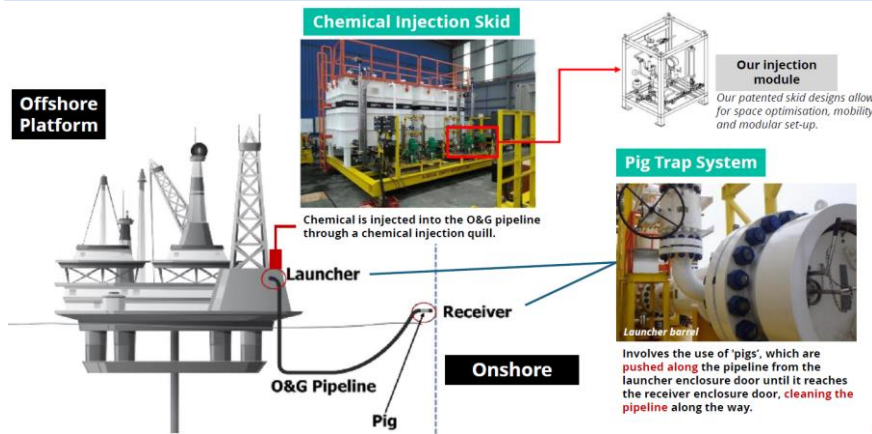 Chemical Injection Skid
Offshore
Platform
Our injection
module
Our patented skid designs allow
for space optimisation, mobility
and modular set-up.
Chemical is injected into the O&G pipeline
through a chemical injection quill.
Pig Trap System
Launcher
Receiver
O&G Pipeline
Pig
Onshore
Launcher barrel
Involves the use of 'pigs', which are
pushed along the pipeline from the
launcher enclosure door until it reaches
the receiver enclosure door, cleaning the
pipeline along the way.